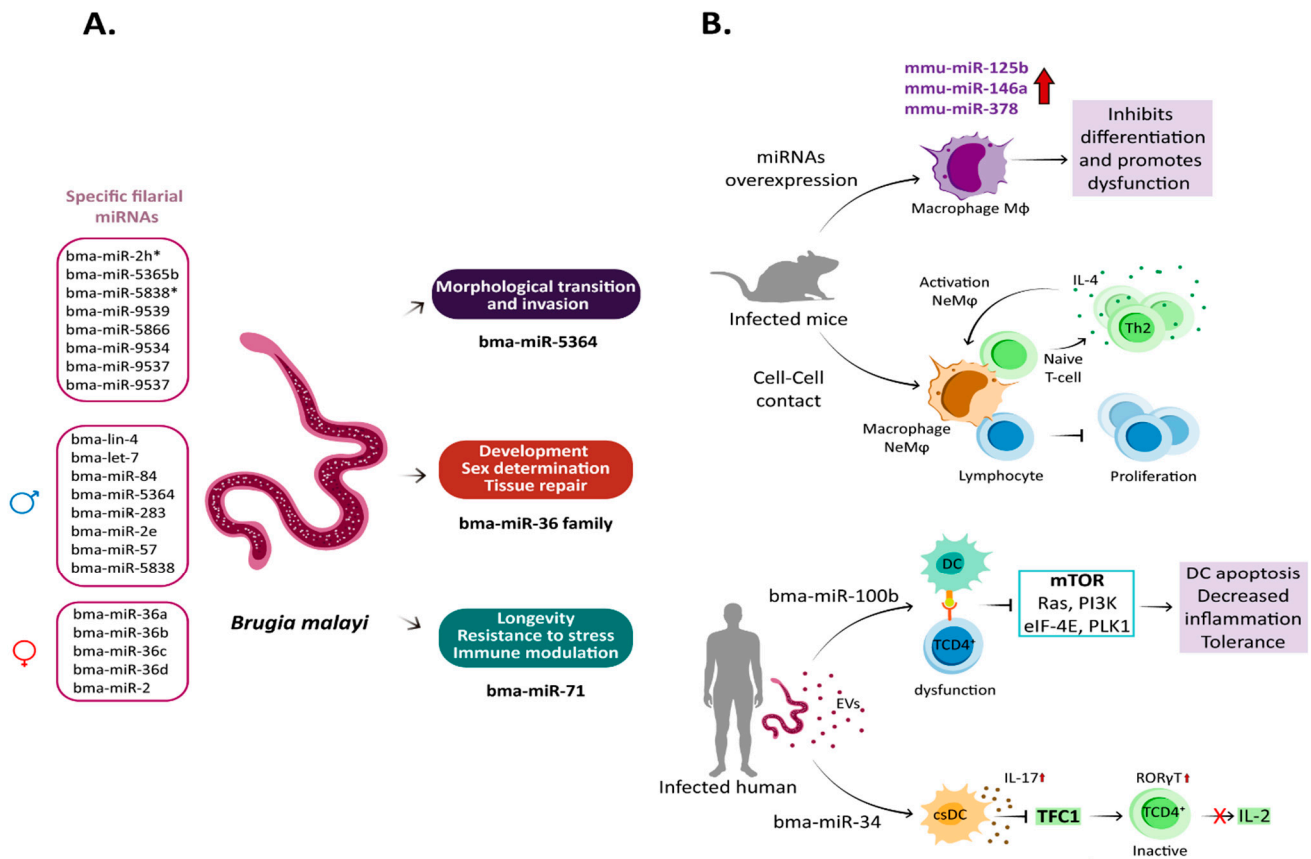 A.
Specific filarial
miRNAs
bma-miR-2h*
bma-miR-5365b
bma-miR-5838*
bma-miR-9539
bma-miR-5866
bma-miR-9534
bma-miR-9537
bma-miR-9537
bma-lin-4
bma-let-7
bma-miR-84
bma-miR-5364
bma-miR-283
bma-miR-2e
bma-miR-57
bma-miR-5838
bma-miR-36a
bma-miR-36b
bma-miR-36c
bma-miR-36d
bma-miR-2
Brugia malayi
Morphological transition
and invasion
bma-miR-5364
Development
Sex determination
Tissue repair
bma-miR-36 family
Longevity
Resistance to stress
Immune modulation
bma-miR-71
B.
mmu-miR-125b
mmu-miR-146a
mmu-miR-378
miRNAs
overexpression
Macrophage Mφ
Inhibits
differentiation
and promotes
dysfunction
Infected mice
Cell-Cell
contact
Activation
NeMφ
IL-4
Th2
Naive
T-cell
Macrophage
NeMφ
Lymphocyte
Proliferation
Infected human
EVs
bma-miR-100b
DC
TCD4+
dysfunction
mTOR
Ras, PI3K
eIF-4E, PLK1
DC apoptosis
Decreased
inflammation
Tolerance
bma-miR-34
csDC
IL-17
TFC1
RORγT
TCD4+
Inactive
IL-2